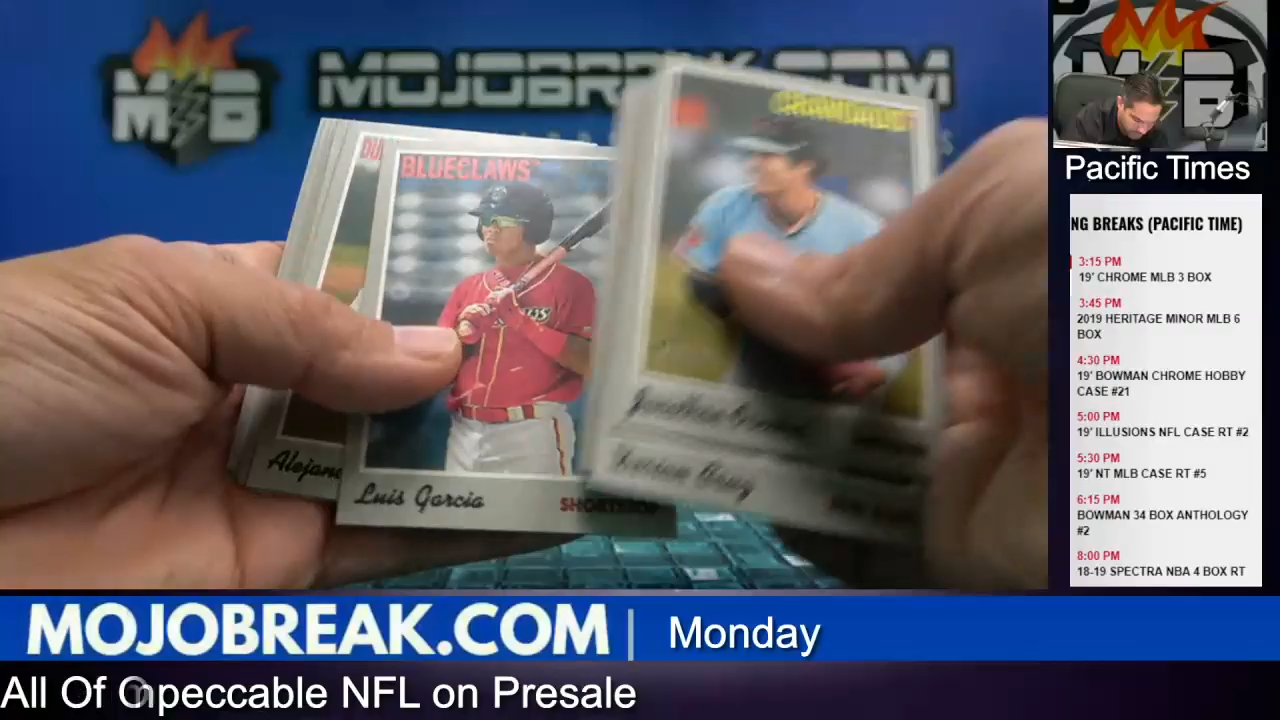 MB
MOJOBREAK.COM
MB
Pacific Times
NG BREAKS (PACIFIC TIME)
3:15 PM
19' CHROME MLB 3 BOX
3:45 PM
2019 HERITAGE MINOR MLB 6
BOX
4:30 PM
19' BOWMAN CHROME HOBBY
CASE #21
5:00 PM
19' ILLUSIONS NFL CASE RT #2
5:30 PM
19' NT MLB CASE RT #5
6:15 PM
BOWMAN 34 BOX ANTHOLOGY
#2
8:00 PM
18-19 SPECTRA NBA 4 BOX RT
BLUECLAWS
Luis Garcia
SHORTSTOP
MOJOBREAK.COM | Monday
All Of npeccable NFL on Presale